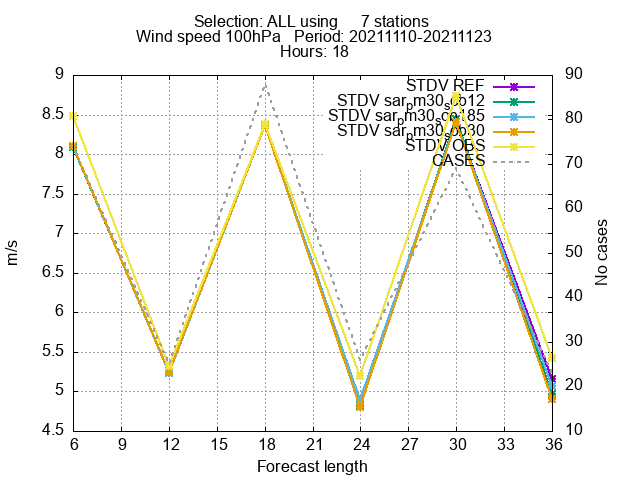 Selection: ALL using 7 stations
Wind speed 100hPa Period: 20211110-20211123
Hours: 18
STDV REF
STDV
STDV
STDV
STDV OBS
CASES
9
8.5
8
7.5
7
6.5
6
5.5
5
4.5
m/s
90
80
70
60
50
40
30
20
10
No cases
6 9 12 15 18 21 24 27 30 33 36
Forecast length